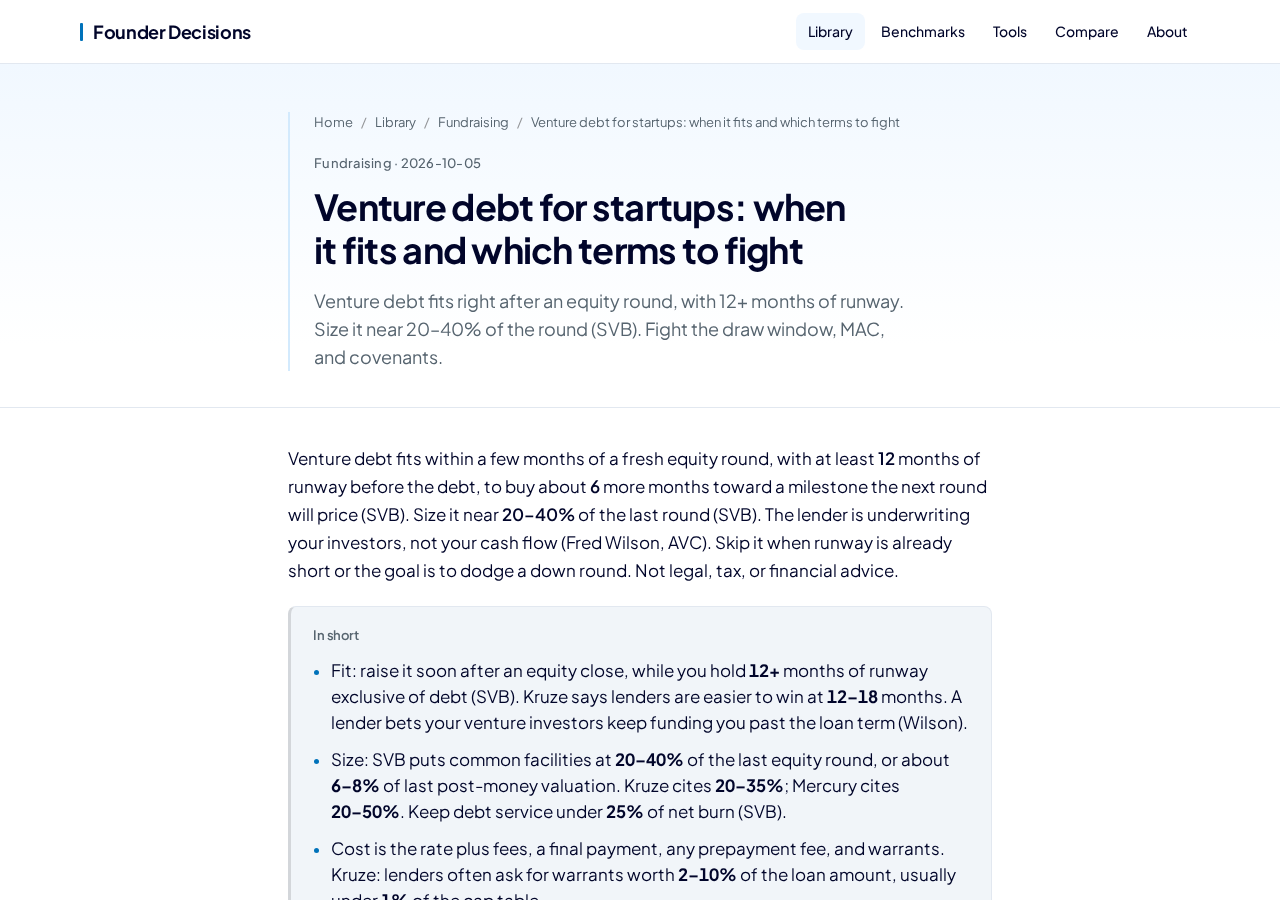 Founder Decisions
Library
Benchmarks
Tools
Compare
About
Home / Library / Fundraising / Venture debt for startups: when it fits and which terms to fight
Fundraising · 2026-10-05
Venture debt for startups: when
it fits and which terms to fight
Venture debt fits right after an equity round, with 12+ months of runway.
Size it near 20–40% of the round (SVB). Fight the draw window, MAC,
and covenants.
Venture debt fits within a few months of a fresh equity round, with at least 12 months of
runway before the debt, to buy about 6 more months toward a milestone the next round
will price (SVB). Size it near 20–40% of the last round (SVB). The lender is underwriting
your investors, not your cash flow (Fred Wilson, AVC). Skip it when runway is already
short or the goal is to dodge a down round. Not legal, tax, or financial advice.
In short
• Fit: raise it soon after an equity close, while you hold 12+ months of runway
exclusive of debt (SVB). Kruze says lenders are easier to win at 12–18 months. A
lender bets your venture investors keep funding you past the loan term (Wilson).
• Size: SVB puts common facilities at 20–40% of the last equity round, or about
6–8% of last post-money valuation. Kruze cites 20–35%; Mercury cites
20–50%. Keep debt service under 25% of net burn (SVB).
• Cost is the rate plus fees, a final payment, any prepayment fee, and warrants.
Kruze: lenders often ask for warrants worth 2–10% of the loan amount, usually
under 1% of the cap table.